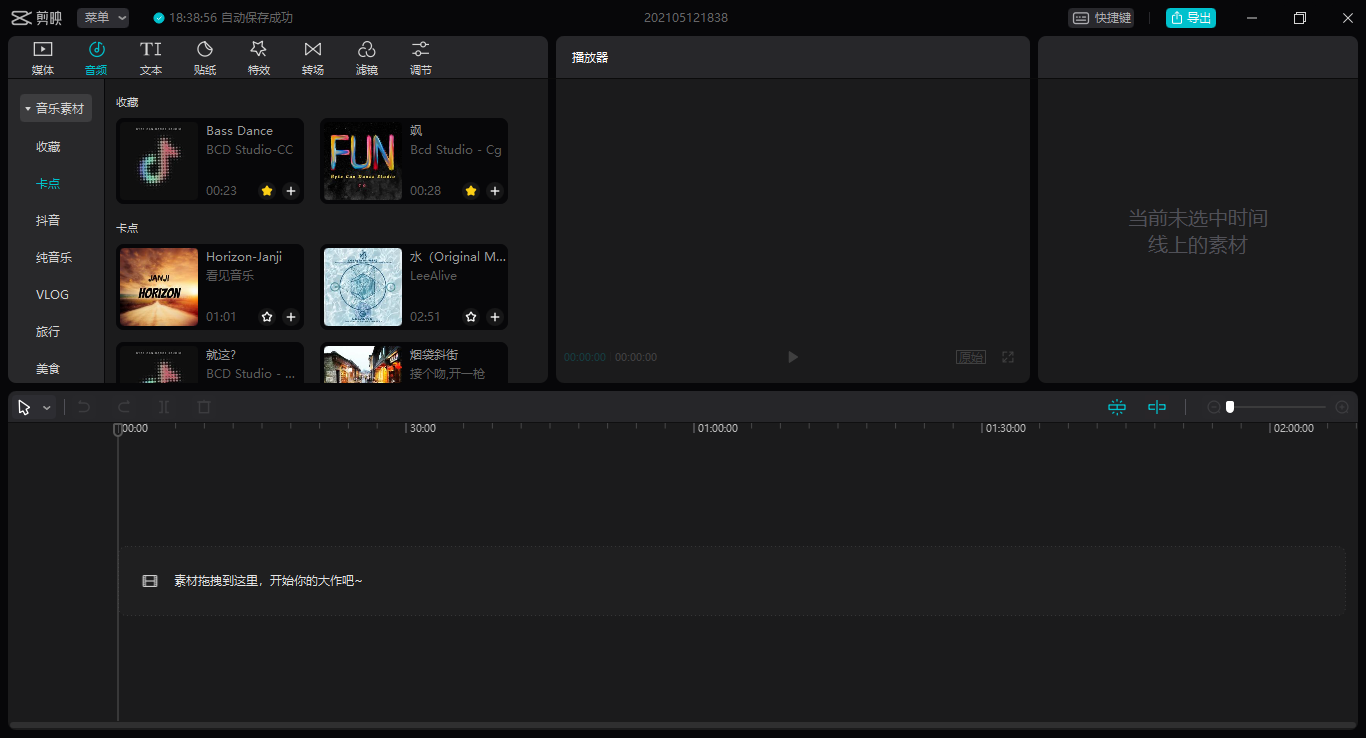 剪映
菜单
18:38:56 自动保存成功
202105121838
快捷键
导出
媒体
音频
文本
贴纸
特效
转场
滤镜
调节
播放器
音乐素材
收藏
卡点
抖音
纯音乐
VLOG
旅行
美食
收藏
Bass Dance
BCD Studio-CC
00:23
FUN
Byte Can Dance Studio
飒
Bcd Studio - Cg
00:28
卡点
JANJI
HORIZON
Horizon-Janji
看见音乐
01:01
水（Original M...
LeeAlive
02:51
就这?
BCD Studio - ...
烟袋斜街
接个吻,开一枪
00:00:00
00:00:00
原始
当前未选中时间
线上的素材
00:00
30:00
01:00:00
01:30:00
02:00:00
素材拖拽到这里，开始你的大作吧~